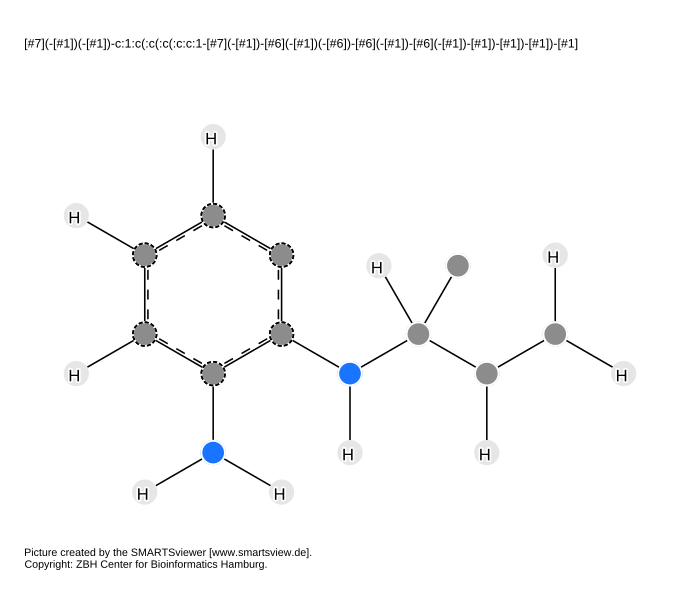 [#7](-[#1])(-[#1])-c:1:c(:c(:c(:c:c:1-[#7](-[#1])-[#6](-[#1])(-[#6])-[#6](-[#1])-[#6](-[#1])-[#1])-[#1])-[#1])-[#1]
H
H
H
H
H
H
H
H
H
H
H
Picture created by the SMARTSviewer [www.smartsview.de].
Copyright: ZBH Center for Bioinformatics Hamburg.